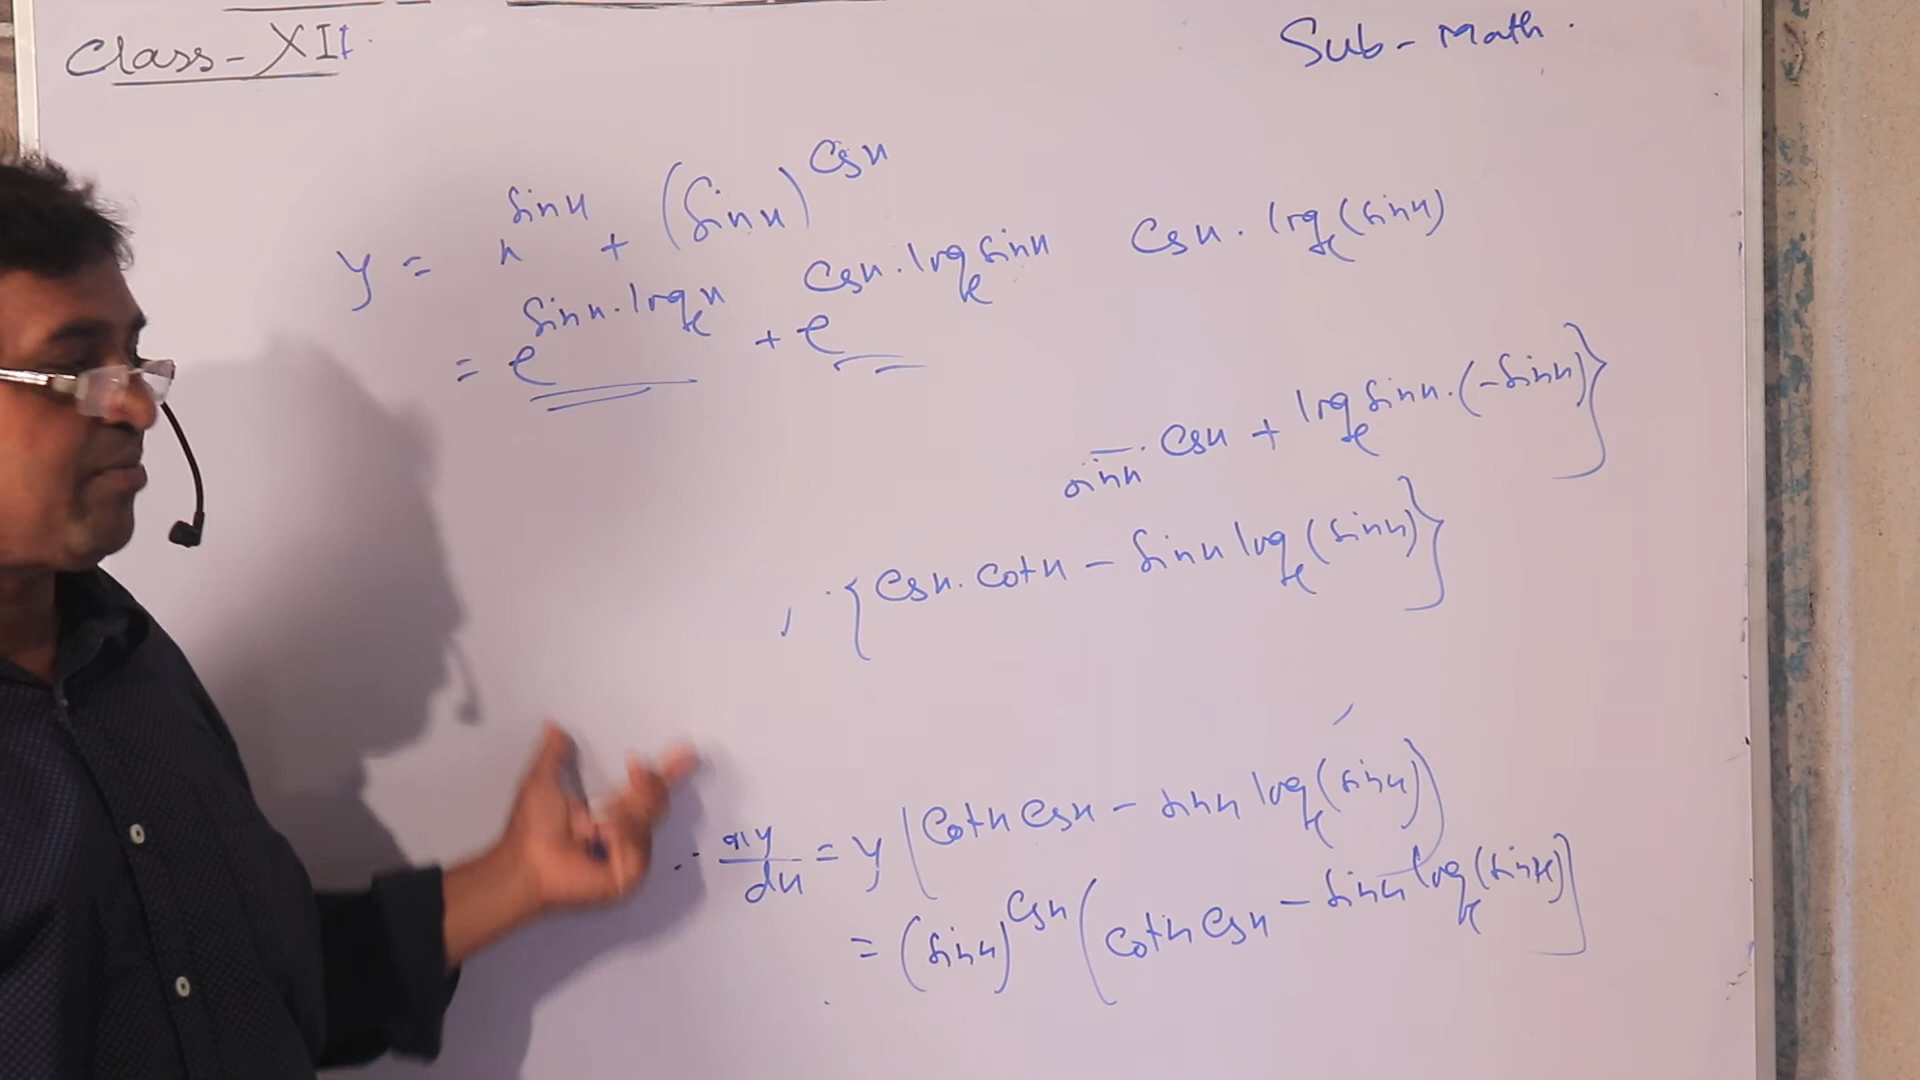 Class - XII
Sub - Math.
y = x^sinx + (sinx)^cosx
= e^sinx.log_e x + e^cosx.log_e sinx    cosx. log_e(sinx)
sinx . cosx + log_e sinx.(-sinx)}
. {cosx. cotx - sinx log_e(sinx)}
∴ dy/dx = y (cotx cosx - sinx log_e(sinx))
= (sinx)^cosx (cotx cosx - sinx log_e(sinx)]